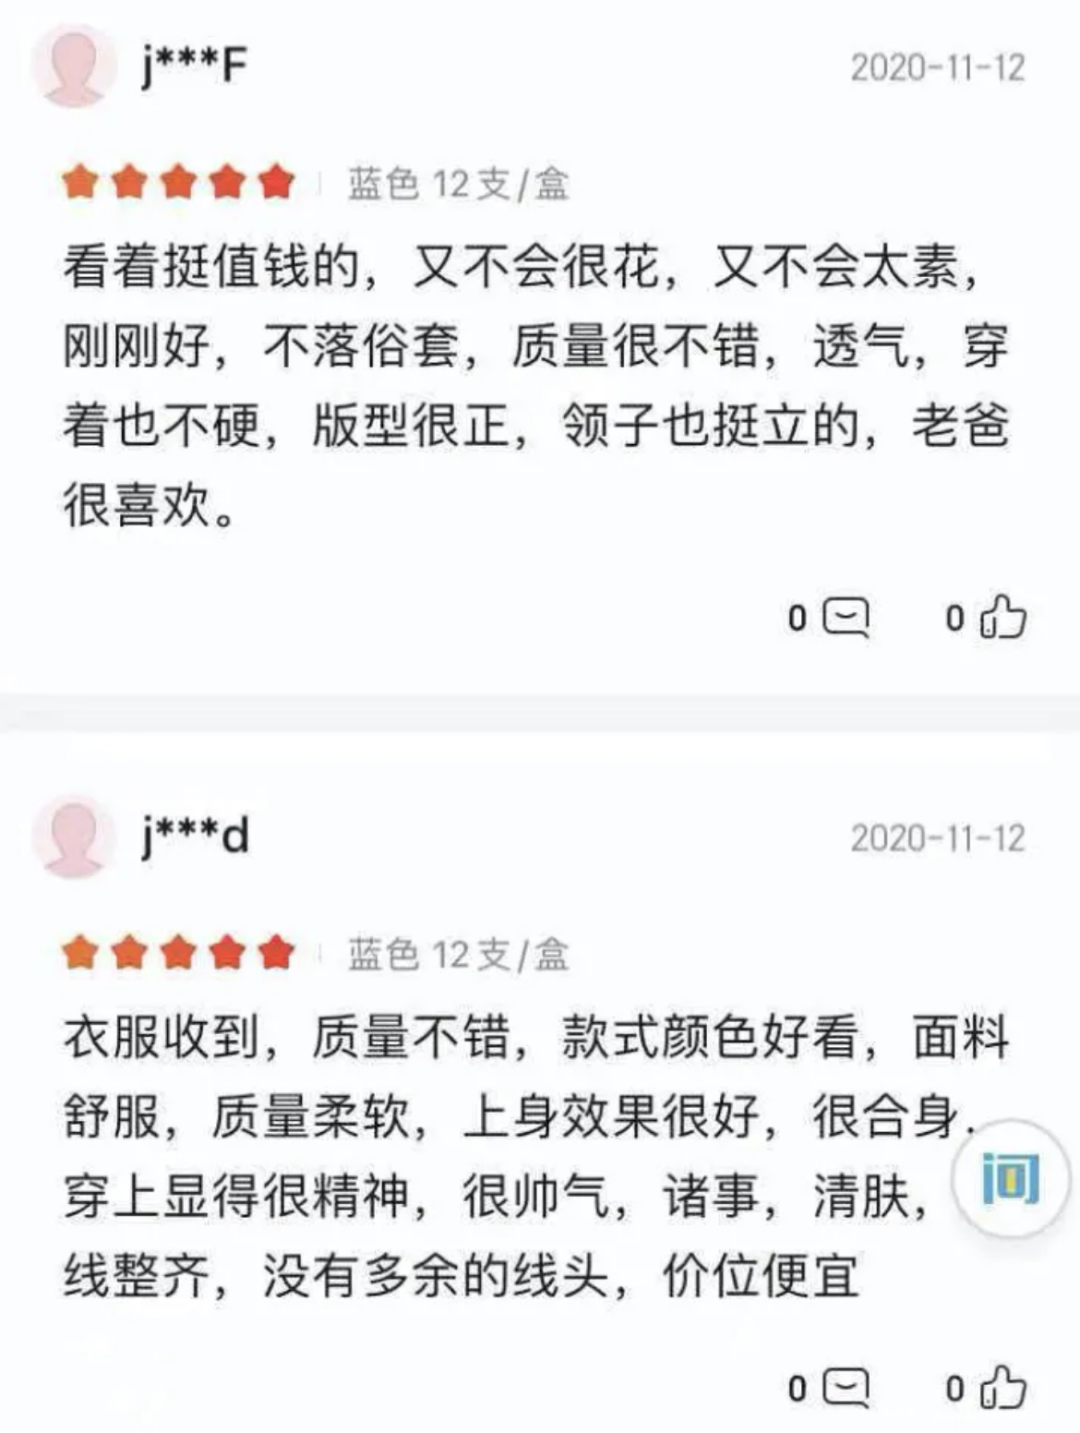 j***F
2020-11-12
蓝色 12支/盒
看着挺值钱的，又不会很花，又不会太素，
刚刚好，不落俗套，质量很不错，透气，穿
着也不硬，版型很正，领子也挺立的，老爸
很喜欢。
0 0
j***d
2020-11-12
蓝色 12支/盒
衣服收到，质量不错，款式颜色好看，面料
舒服，质量柔软，上身效果很好，很合身.
穿上显得很精神，很帅气，诸事，清肤，
线整齐，没有多余的线头，价位便宜
问
0 0